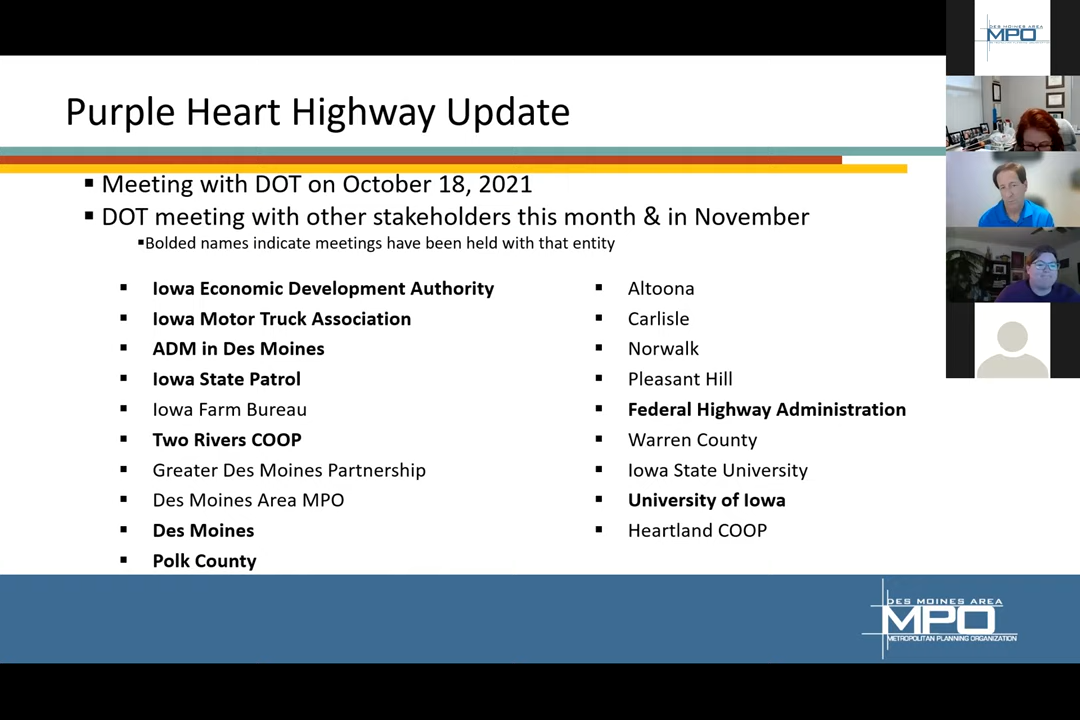 Purple Heart Highway Update
▪ Meeting with DOT on October 18, 2021
▪ DOT meeting with other stakeholders this month & in November
▪Bolded names indicate meetings have been held with that entity
▪ Iowa Economic Development Authority
▪ Iowa Motor Truck Association
▪ ADM in Des Moines
▪ Iowa State Patrol
▪ Iowa Farm Bureau
▪ Two Rivers COOP
▪ Greater Des Moines Partnership
▪ Des Moines Area MPO
▪ Des Moines
▪ Polk County
▪ Altoona
▪ Carlisle
▪ Norwalk
▪ Pleasant Hill
▪ Federal Highway Administration
▪ Warren County
▪ Iowa State University
▪ University of Iowa
▪ Heartland COOP
DES MOINES AREA
MPO
METROPOLITAN PLANNING ORGANIZATION
DES MOINES AREA
MPO